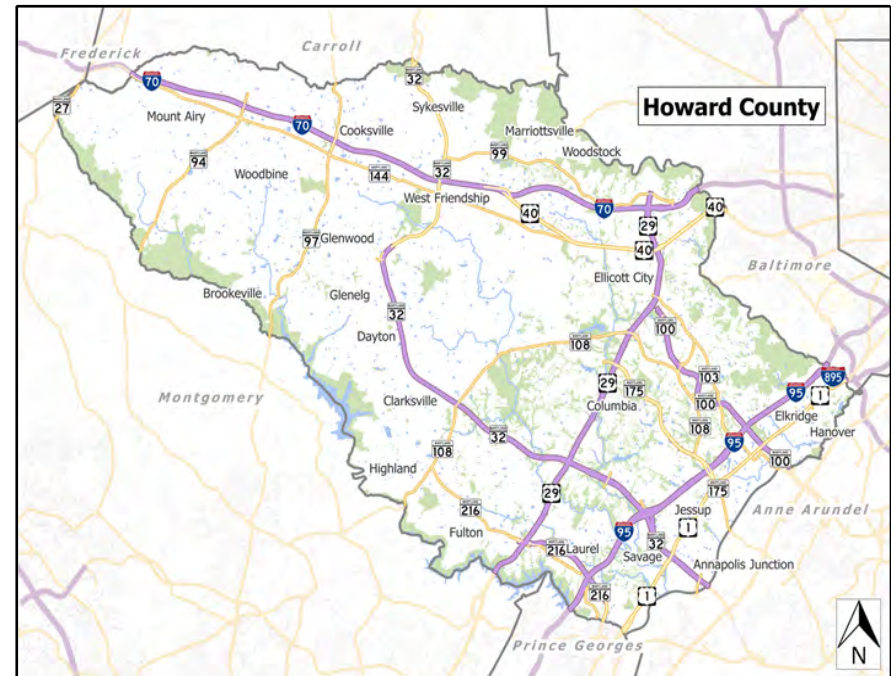 Carroll
Frederick
32
70
27
Sykesville
Howard County
Mount Airy
70
Cooksville
Marriottsville
99
Woodstock
94
144
32
Woodbine
West Friendship
40
70
40
29
97
Glenwood
40
Baltimore
Ellicott City
Brookeville
Glenelg
32
Dayton
100
108
Montgomery
29
175
103
895
95
1
Clarksville
Columbia
100
Elkridge
108
Hanover
32
95
108
100
Highland
29
175
216
Jessup
Anne Arundel
1
Fulton
95
216
Laurel
32
Savage
Annapolis Junction
216
1
Prince Georges
N